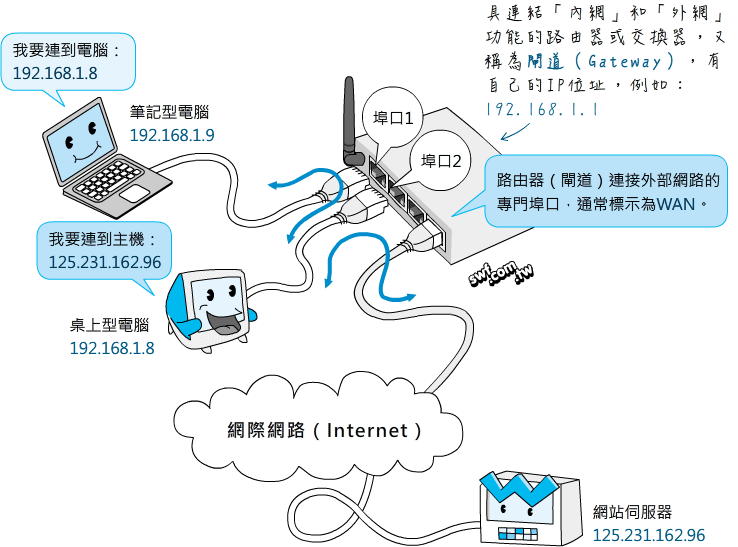 具連結「內網」和「外網」
功能的路由器或交換器，又
稱為閘道（Gateway），有
自己的IP位址，例如：
192.168.1.1
我要連到電腦：
192.168.1.8
筆記型電腦
192.168.1.9
埠口1
埠口2
路由器（閘道）連接外部網路的
專門埠口，通常標示為WAN。
我要連到主機：
125.231.162.96
swf.com.tw
桌上型電腦
192.168.1.8
網際網路（Internet）
網站伺服器
125.231.162.96